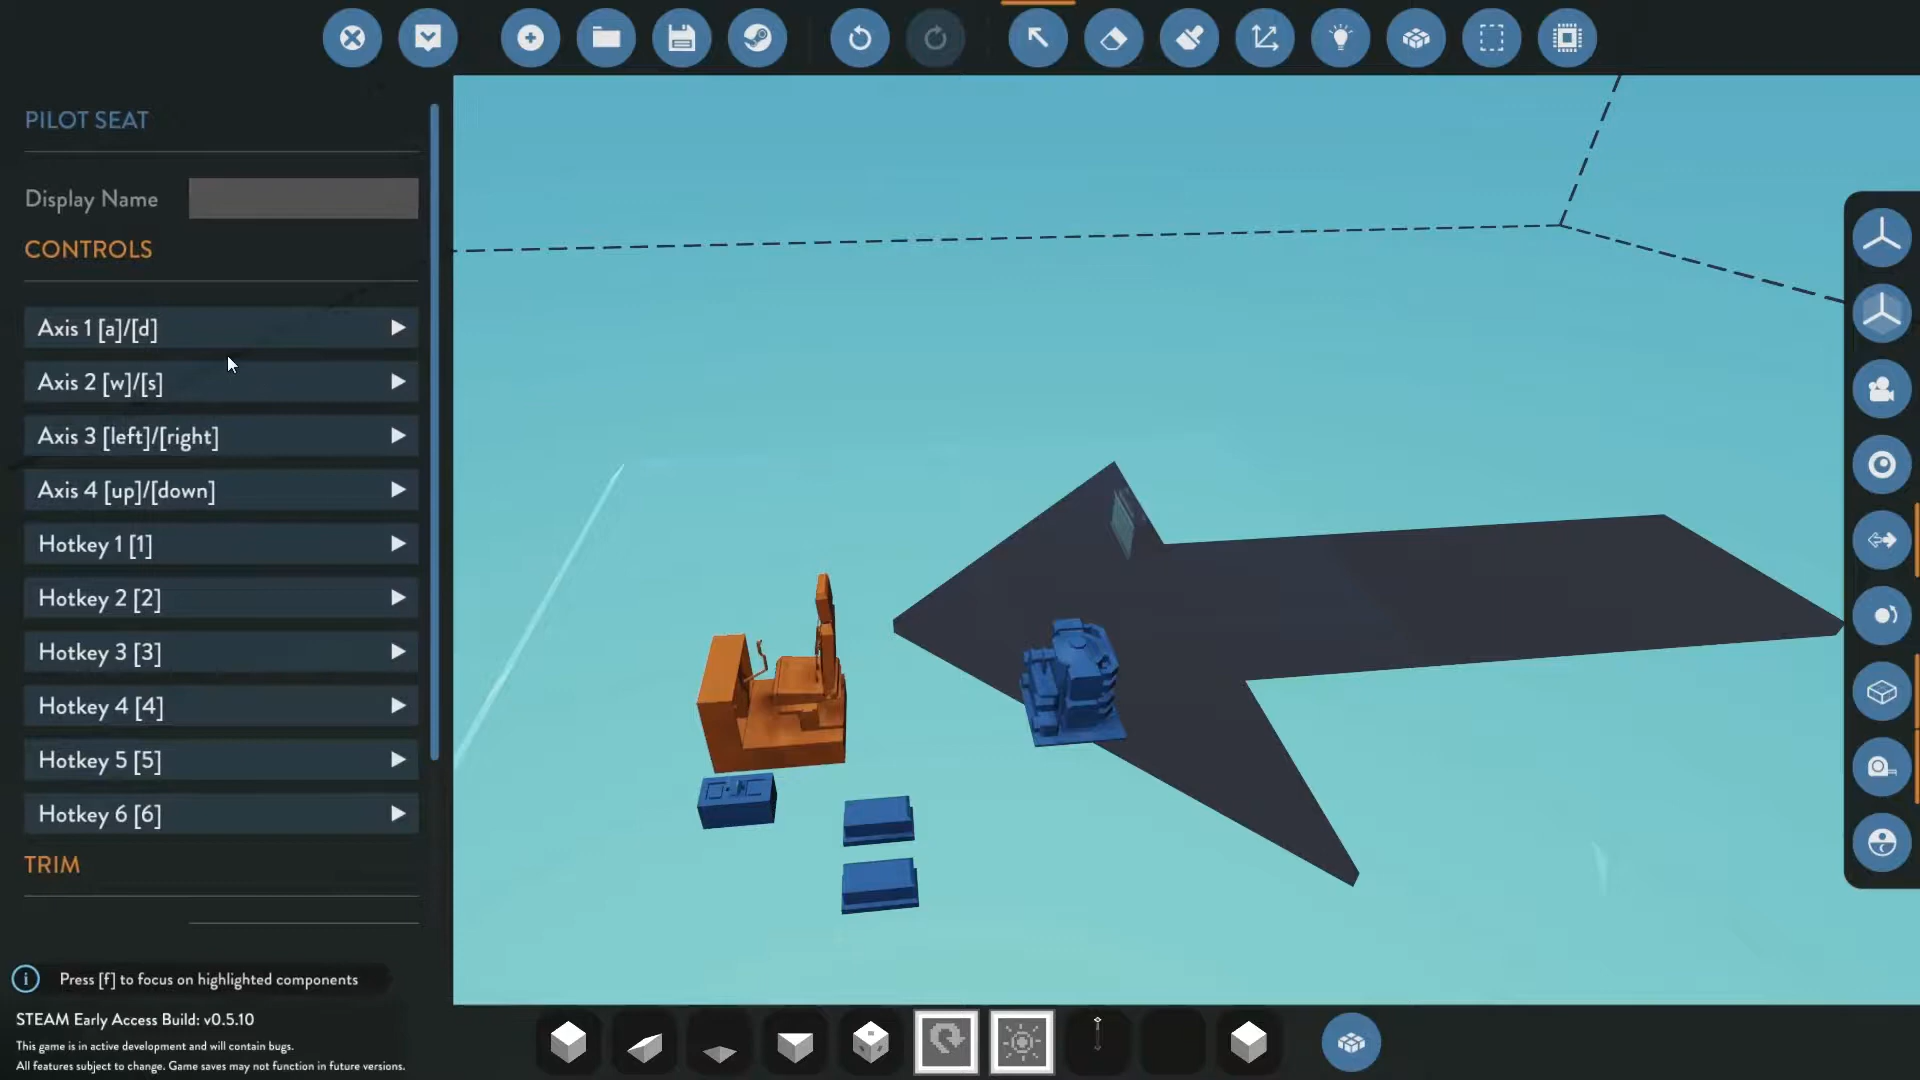 PILOT SEAT
Display Name
CONTROLS
Axis 1 [a]/[d]
Axis 2 [w]/[s]
Axis 3 [left]/[right]
Axis 4 [up]/[down]
Hotkey 1 [1]
Hotkey 2 [2]
Hotkey 3 [3]
Hotkey 4 [4]
Hotkey 5 [5]
Hotkey 6 [6]
TRIM
Press [f] to focus on highlighted components
STEAM Early Access Build: v0.5.10
This game is in active development and will contain bugs.
All features subject to change. Game saves may not function in future versions.